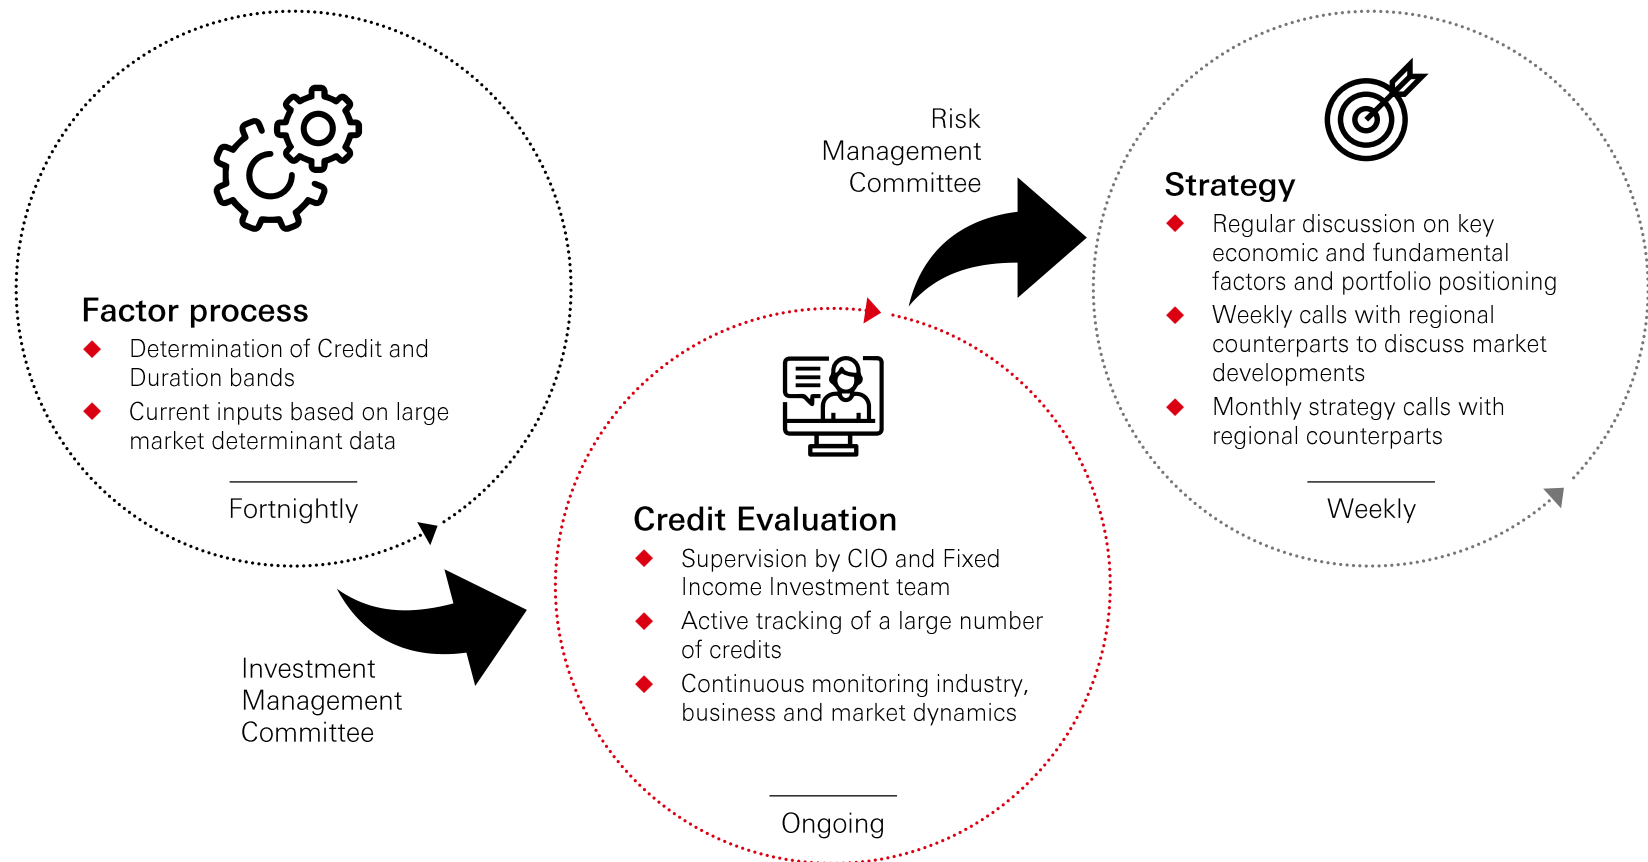 Factor process
Determination of Credit and
Duration bands
Current inputs based on large
market determinant data
Fortnightly
Investment
Management
Committee
Credit Evaluation
Supervision by CIO and Fixed
Income Investment team
Active tracking of a large number
of credits
Continuous monitoring industry,
business and market dynamics
Ongoing
Risk
Management
Committee
Strategy
Regular discussion on key
economic and fundamental
factors and portfolio positioning
Weekly calls with regional
counterparts to discuss market
developments
Monthly strategy calls with
regional counterparts
Weekly